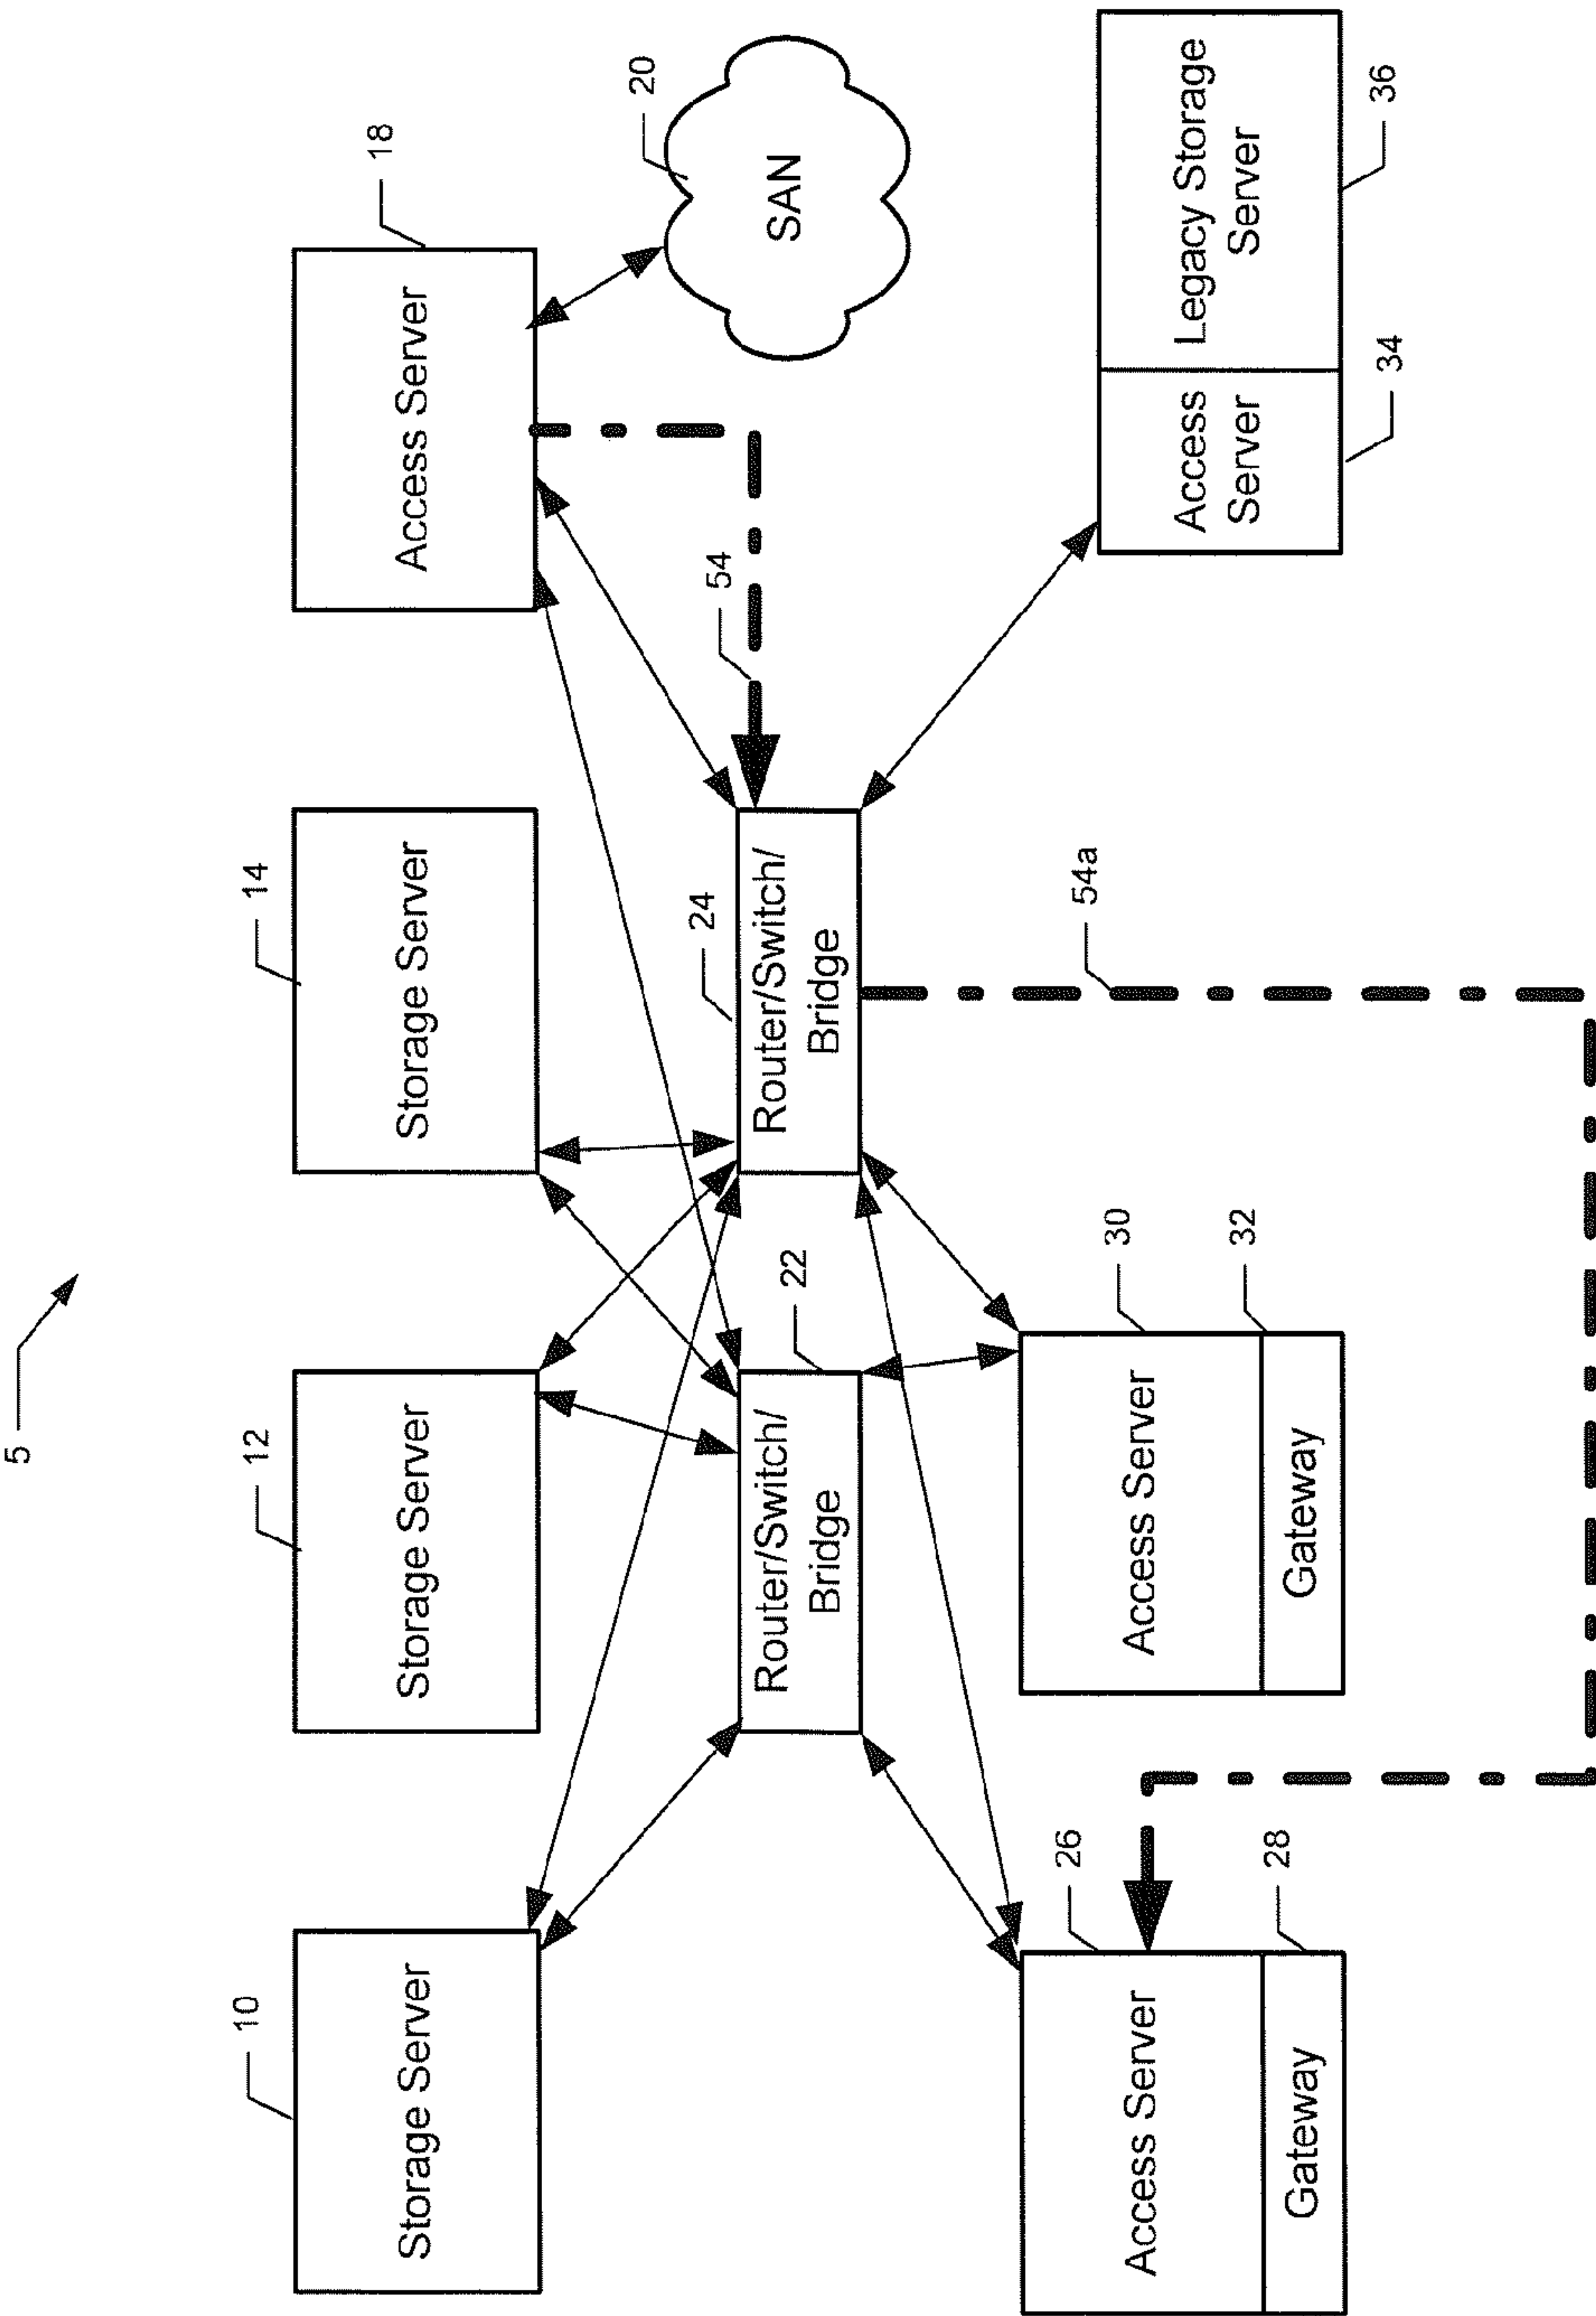 5
10
Storage Server
12
Storage Server
14
Storage Server
18
Access Server
20
SAN
22
Router/Switch/
Bridge
24
Router/Switch/
Bridge
54
26
Access Server
28
Gateway
30
Access Server
32
Gateway
54a
34
Access
Server
36
Legacy Storage
Server